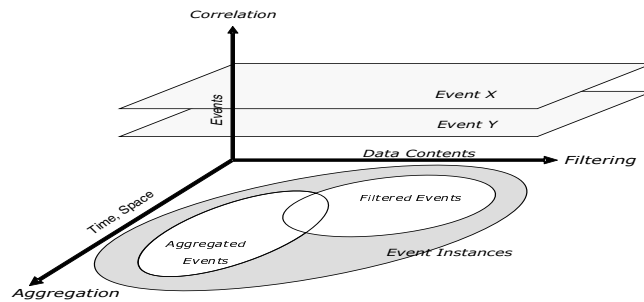 Correlation
Events
Event X
Event Y
Data Contents
Filtering
Time, Space
Filtered Events
Aggregated
Events
Event Instances
Aggregation